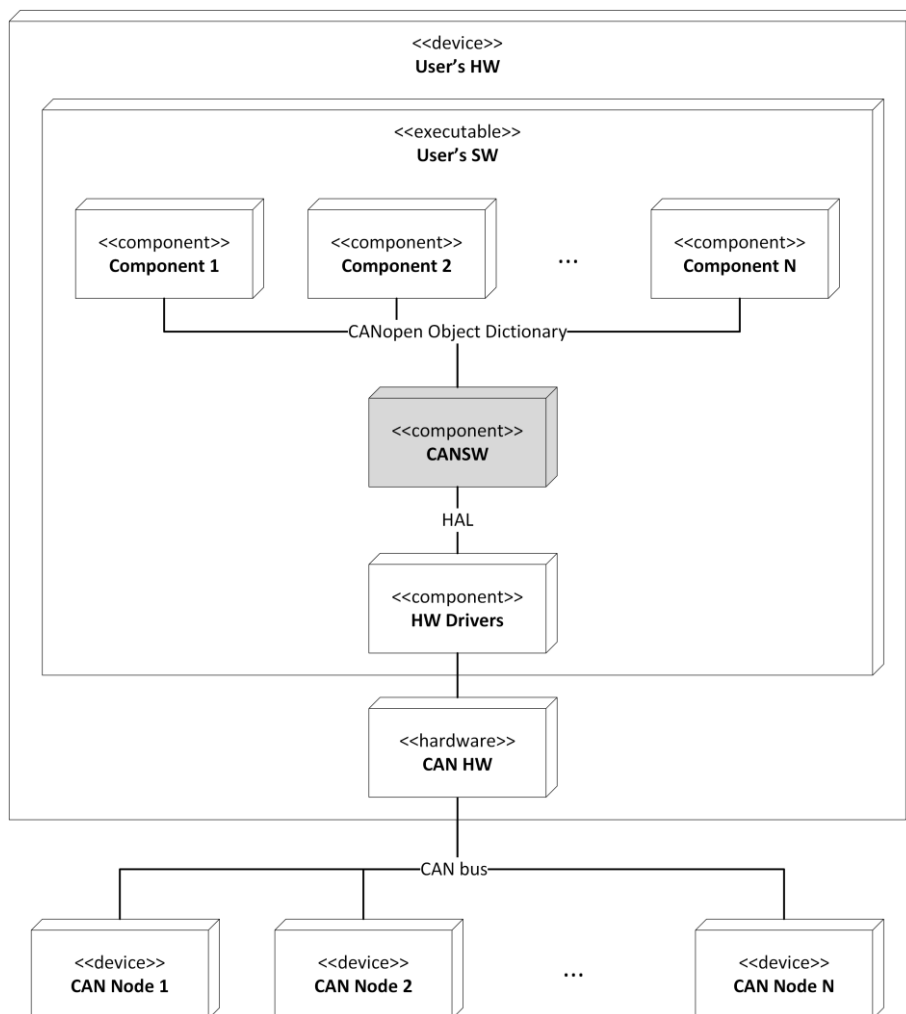 <<device>>
User's HW
<<executable>>
User's SW
<<component>>
Component 1
<<component>>
Component 2
...
<<component>>
Component N
CANopen Object Dictionary
<<component>>
CANSW
HAL
<<component>>
HW Drivers
<<hardware>>
CAN HW
CAN bus
<<device>>
CAN Node 1
<<device>>
CAN Node 2
...
<<device>>
CAN Node N